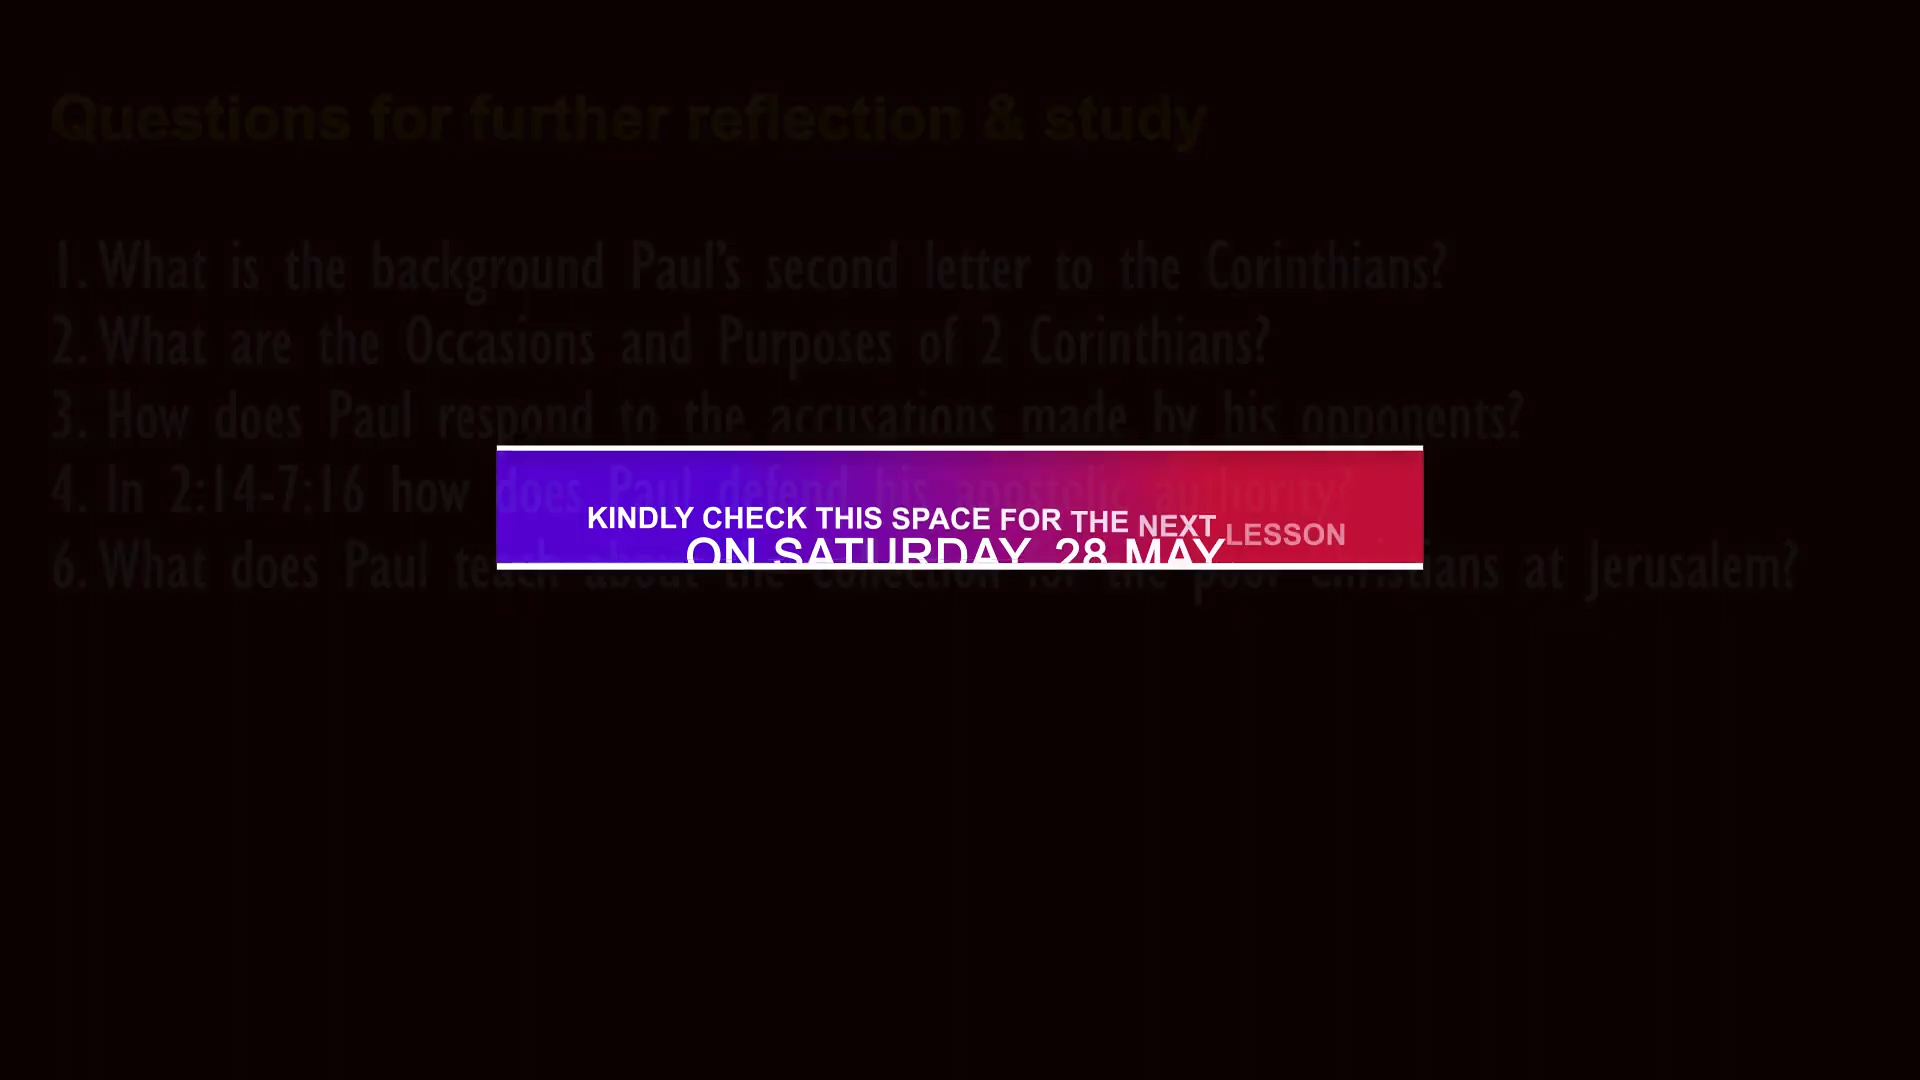 Questions for further reflection & study
1. What is the background Paul's second letter to the Corinthians?
2. What are the Occasions and Purposes of 2 Corinthians?
3. How does Paul respond to the accusations made by his opponents?
4. In 2:14-7:16 how does Paul defend his apostolic authority?
6. What does Paul teach about the collection for the poor Christians at Jerusalem?
KINDLY CHECK THIS SPACE FOR THE NEXT LESSON
ON SATURDAY, 28 MAY